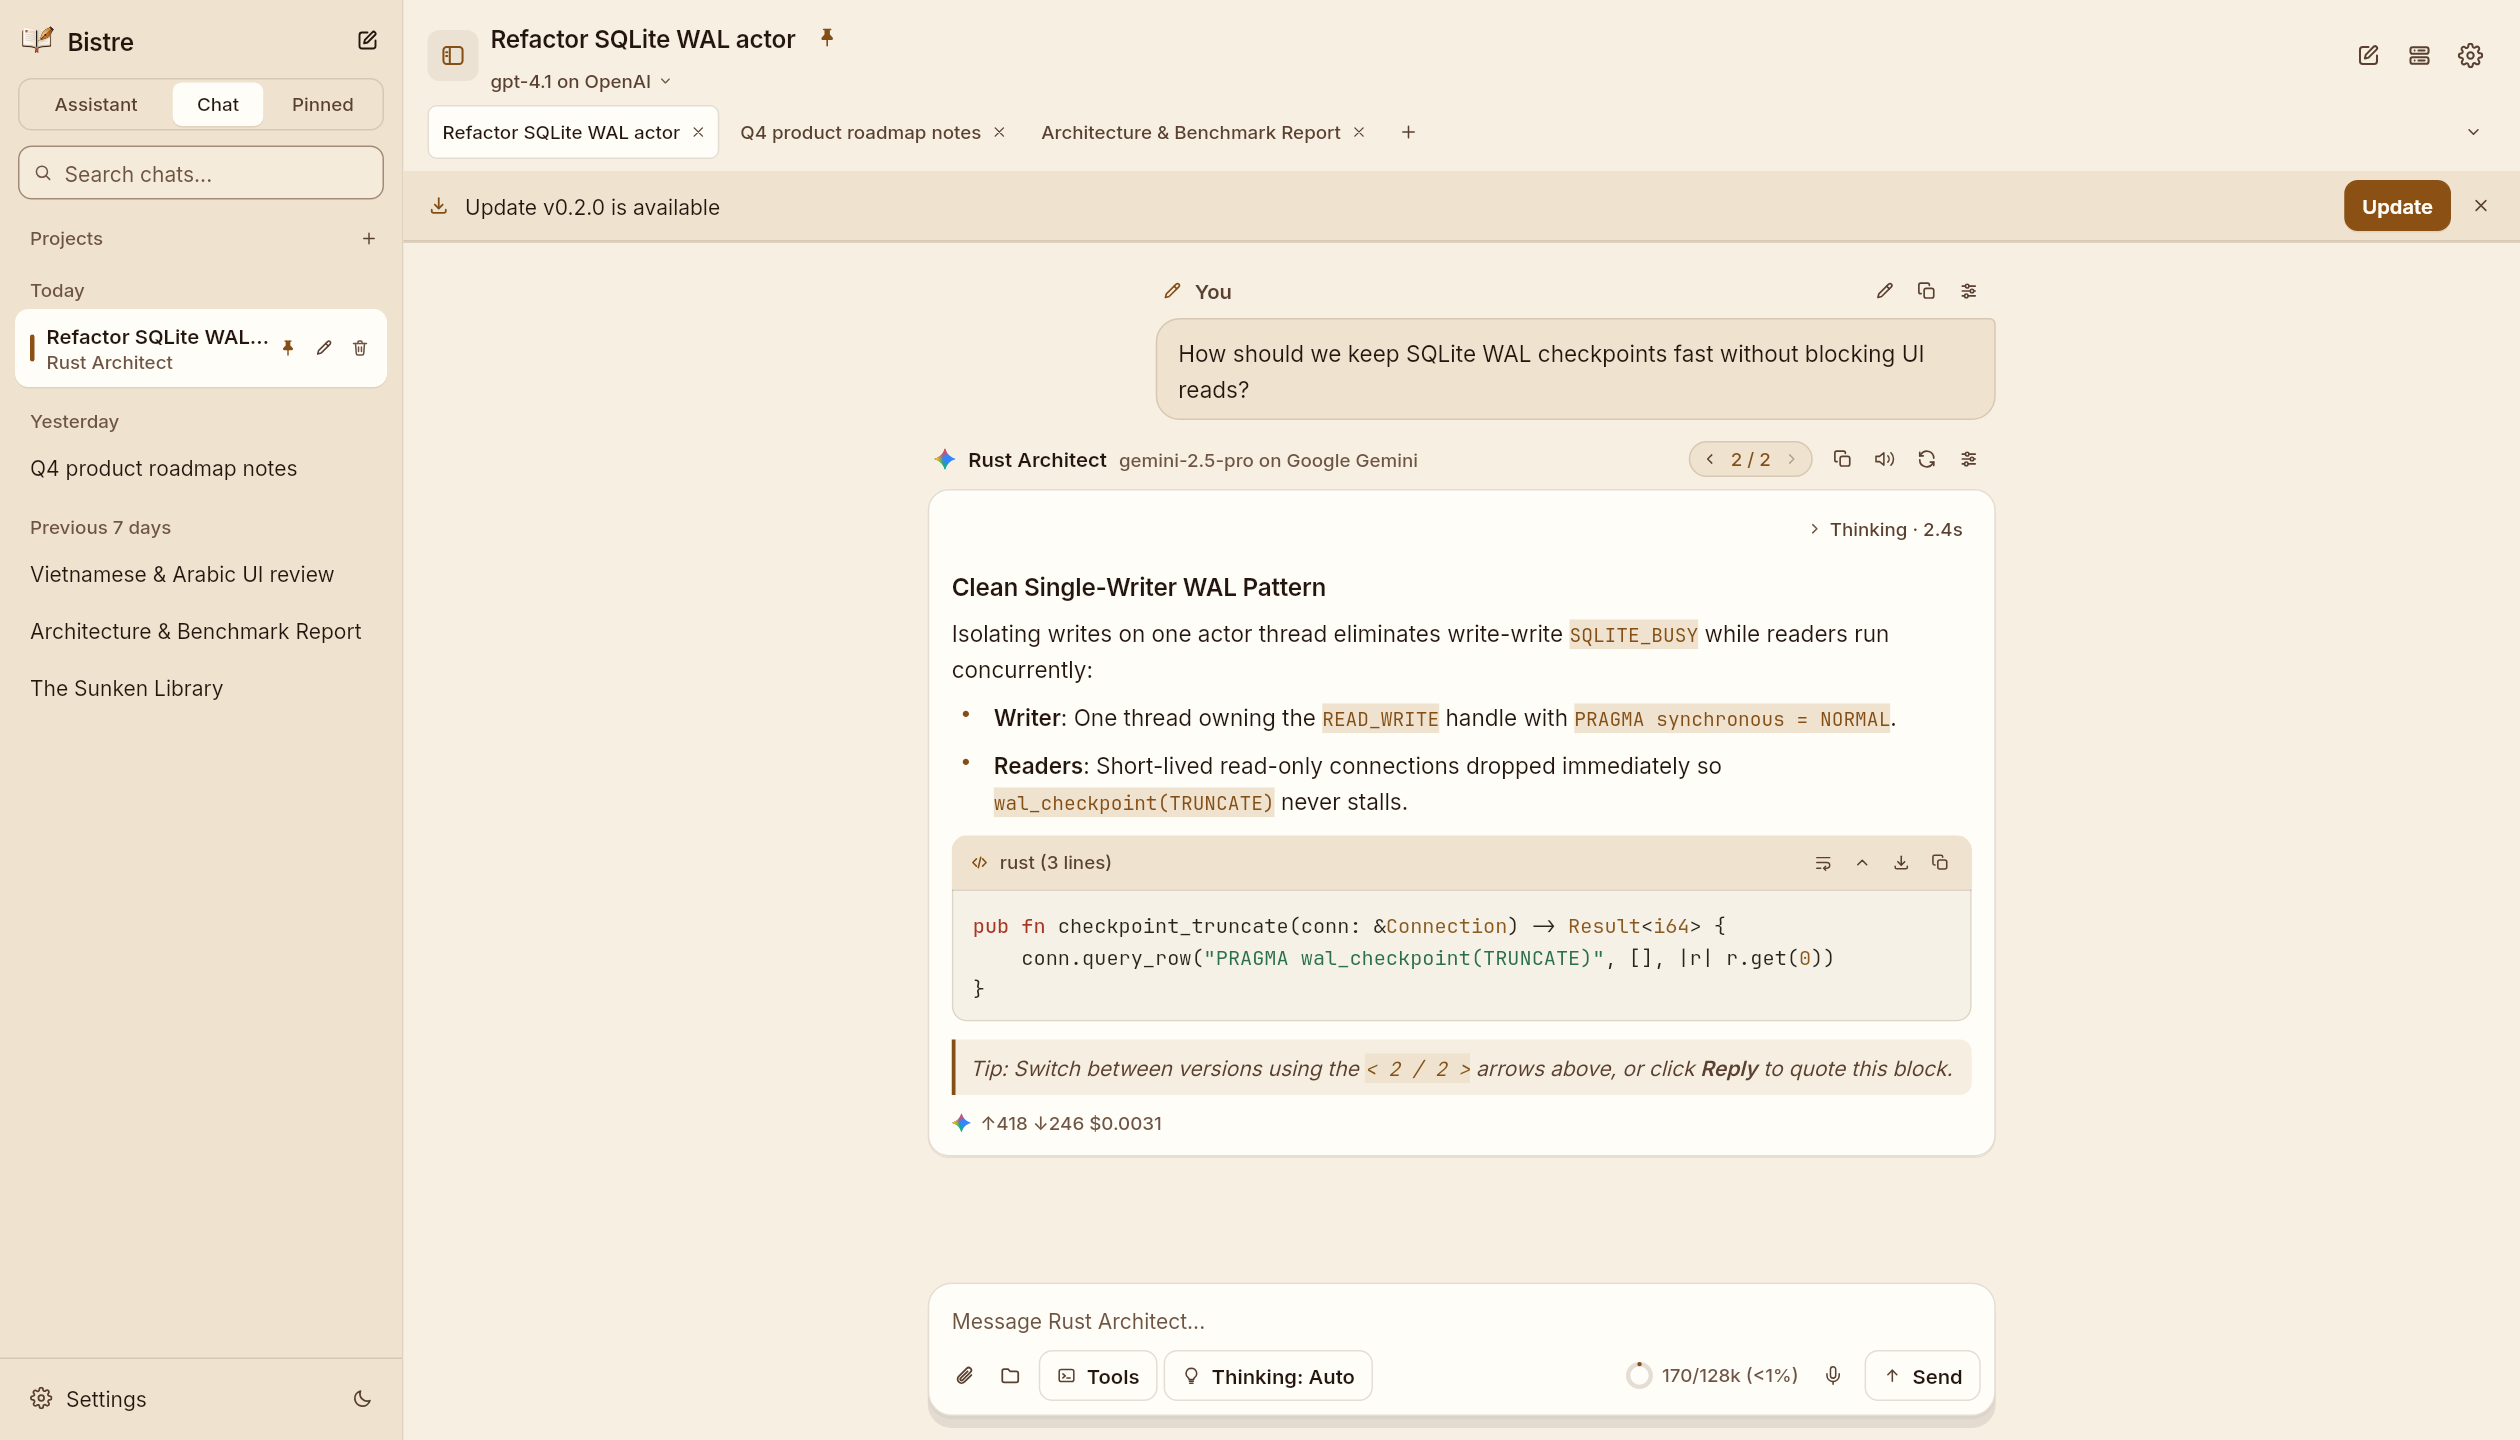 Bistre
Assistant
Chat
Pinned
Search chats...
Projects
Today
Refactor SQLite WAL...
Rust Architect
Yesterday
Q4 product roadmap notes
Previous 7 days
Vietnamese & Arabic UI review
Architecture & Benchmark Report
The Sunken Library
Settings
Refactor SQLite WAL actor
gpt-4.1 on OpenAI
Refactor SQLite WAL actor
Q4 product roadmap notes
Architecture & Benchmark Report
Update v0.2.0 is available
Update
You
How should we keep SQLite WAL checkpoints fast without blocking UI
reads?
Rust Architect gemini-2.5-pro on Google Gemini
2 / 2
Thinking · 2.4s
Clean Single-Writer WAL Pattern
Isolating writes on one actor thread eliminates write-write SQLITE_BUSY while readers run
concurrently:
• Writer: One thread owning the READ_WRITE handle with PRAGMA synchronous = NORMAL.
• Readers: Short-lived read-only connections dropped immediately so
wal_checkpoint(TRUNCATE) never stalls.
rust (3 lines)
pub fn checkpoint_truncate(conn: &Connection) -> Result<i64> {
    conn.query_row("PRAGMA wal_checkpoint(TRUNCATE)", [], |r| r.get(0))
}
Tip: Switch between versions using the < 2 / 2 > arrows above, or click Reply to quote this block.
↑418 ↓246 $0.0031
Message Rust Architect...
Tools
Thinking: Auto
170/128k (<1%)
Send